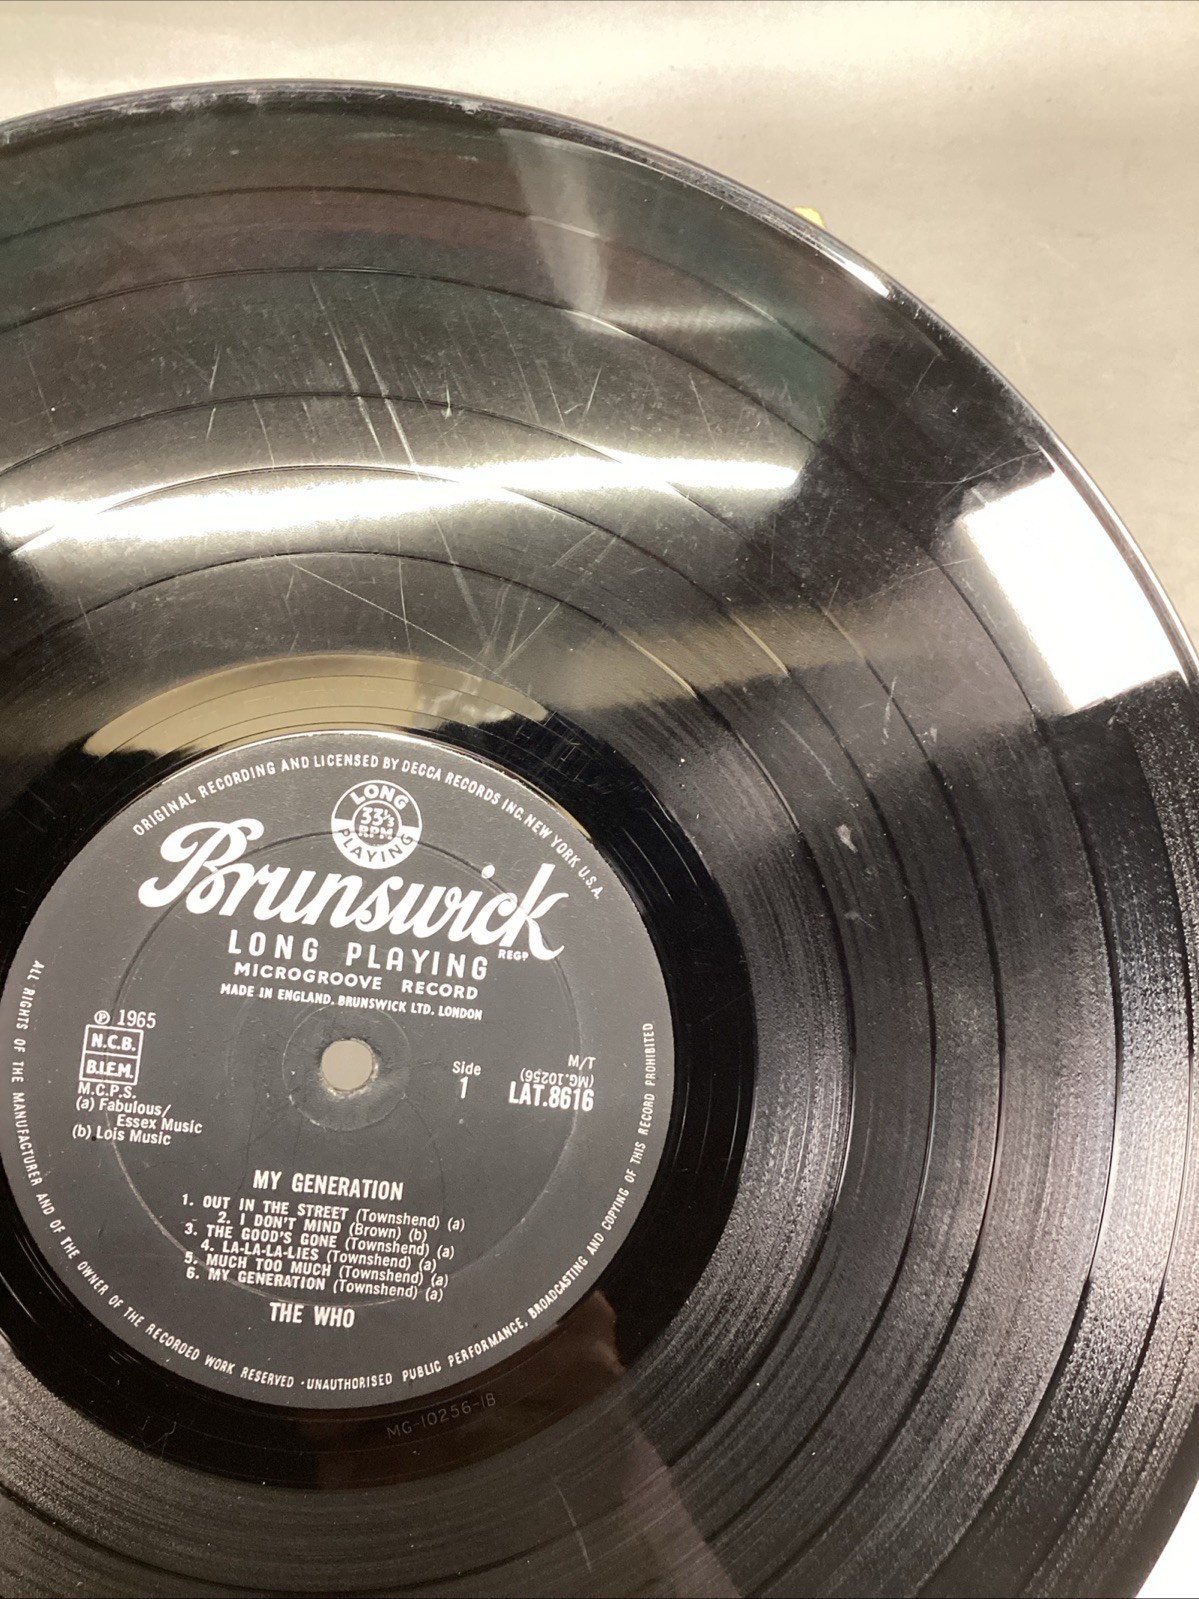 ORIGINAL RECORDING AND LICENSED BY DECCA RECORDS INC. NEW YORK U.S.A.
LONG
33⅓
RPM
PLAYING
Brunswick
REGD
LONG PLAYING
MICROGROOVE RECORD
MADE IN ENGLAND. BRUNSWICK LTD. LONDON
℗ 1965
N.C.B.
B.I.E.M.
M.C.P.S.
(a) Fabulous/
Essex Music
(b) Lois Music
Side
1
M/T
(MG.10256)
LAT.8616
MY GENERATION
1. OUT IN THE STREET (Townshend) (a)
2. I DON'T MIND (Brown) (b)
3. THE GOOD'S GONE (Townshend) (a)
4. LA-LA-LA-LIES (Townshend) (a)
5. MUCH TOO MUCH (Townshend) (a)
6. MY GENERATION (Townshend) (a)
THE WHO
ALL RIGHTS OF THE MANUFACTURER AND OF THE OWNER OF THE RECORDED WORK RESERVED · UNAUTHORISED PUBLIC PERFORMANCE, BROADCASTING AND COPYING OF THIS RECORD PROHIBITED
MG-10256-1B